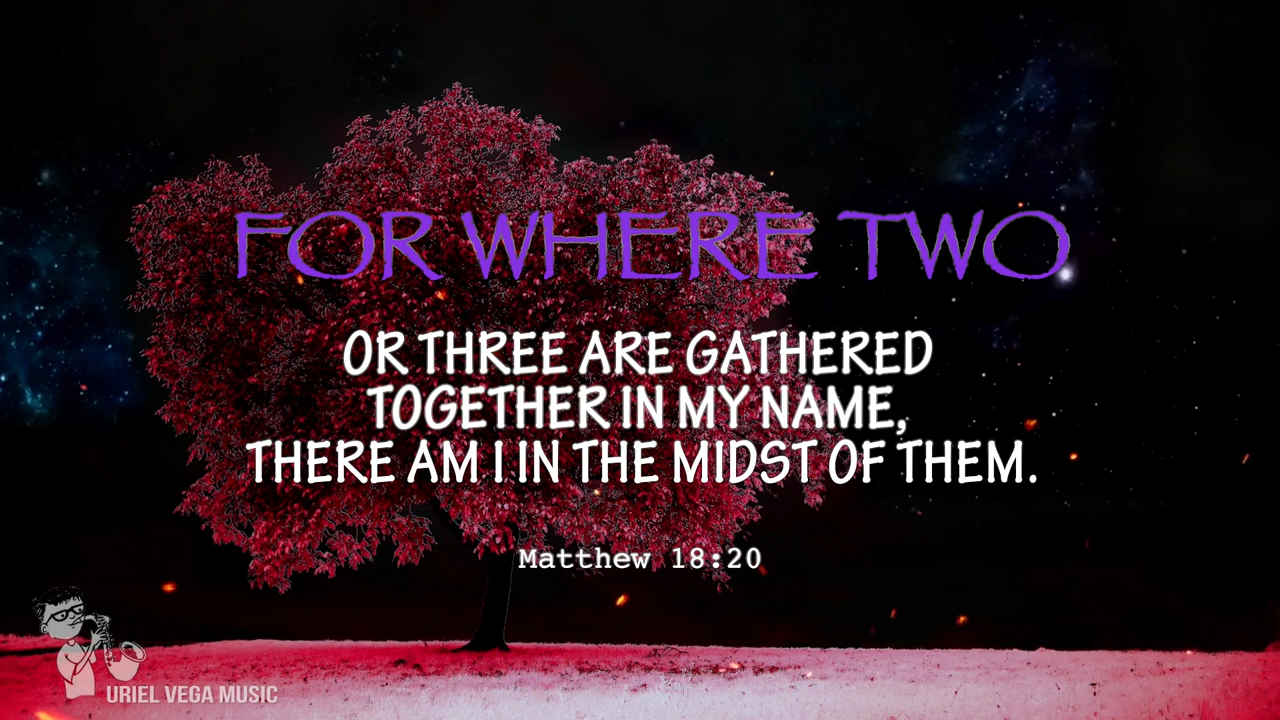 FOR WHERE TWO
OR THREE ARE GATHERED
TOGETHER IN MY NAME,
THERE AM I IN THE MIDST OF THEM.
Matthew 18:20
URIEL VEGA MUSIC